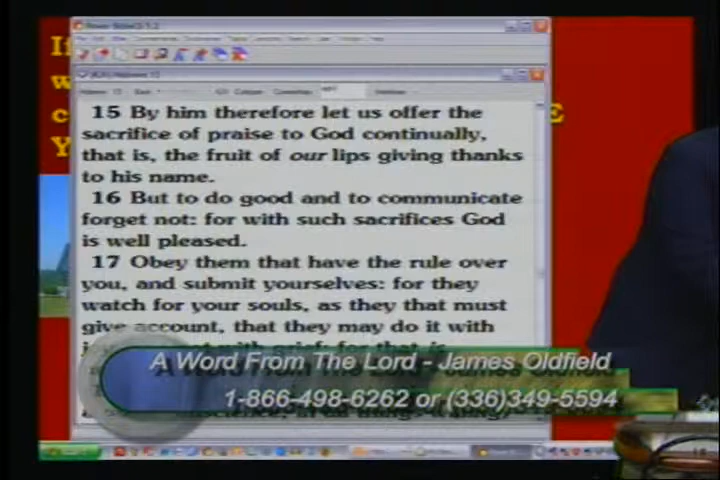 15 By him therefore let us offer the
sacrifice of praise to God continually,
that is, the fruit of our lips giving thanks
to his name.
16 But to do good and to communicate
forget not: for with such sacrifices God
is well pleased.
17 Obey them that have the rule over
you, and submit yourselves: for they
watch for your souls, as they that must
give account, that they may do it with
A Word From The Lord - James Oldfield
1-866-498-6262 or (336)349-5594